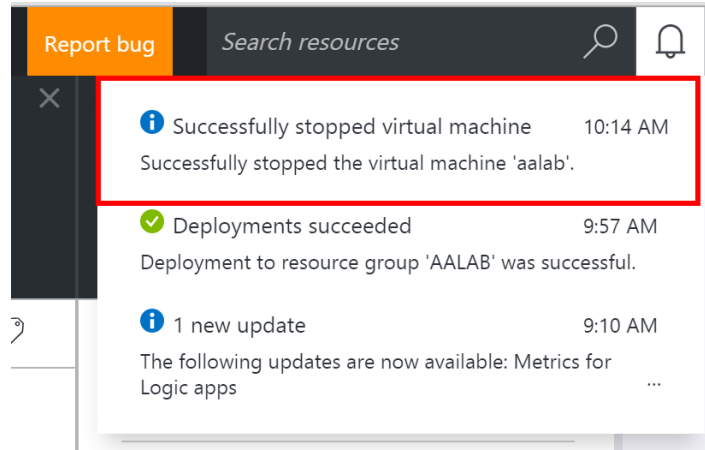 Report bug
Search resources
Successfully stopped virtual machine 10:14 AM
Successfully stopped the virtual machine 'aalab'.
Deployments succeeded 9:57 AM
Deployment to resource group 'AALAB' was successful.
1 new update 9:10 AM
The following updates are now available: Metrics for
Logic apps ...